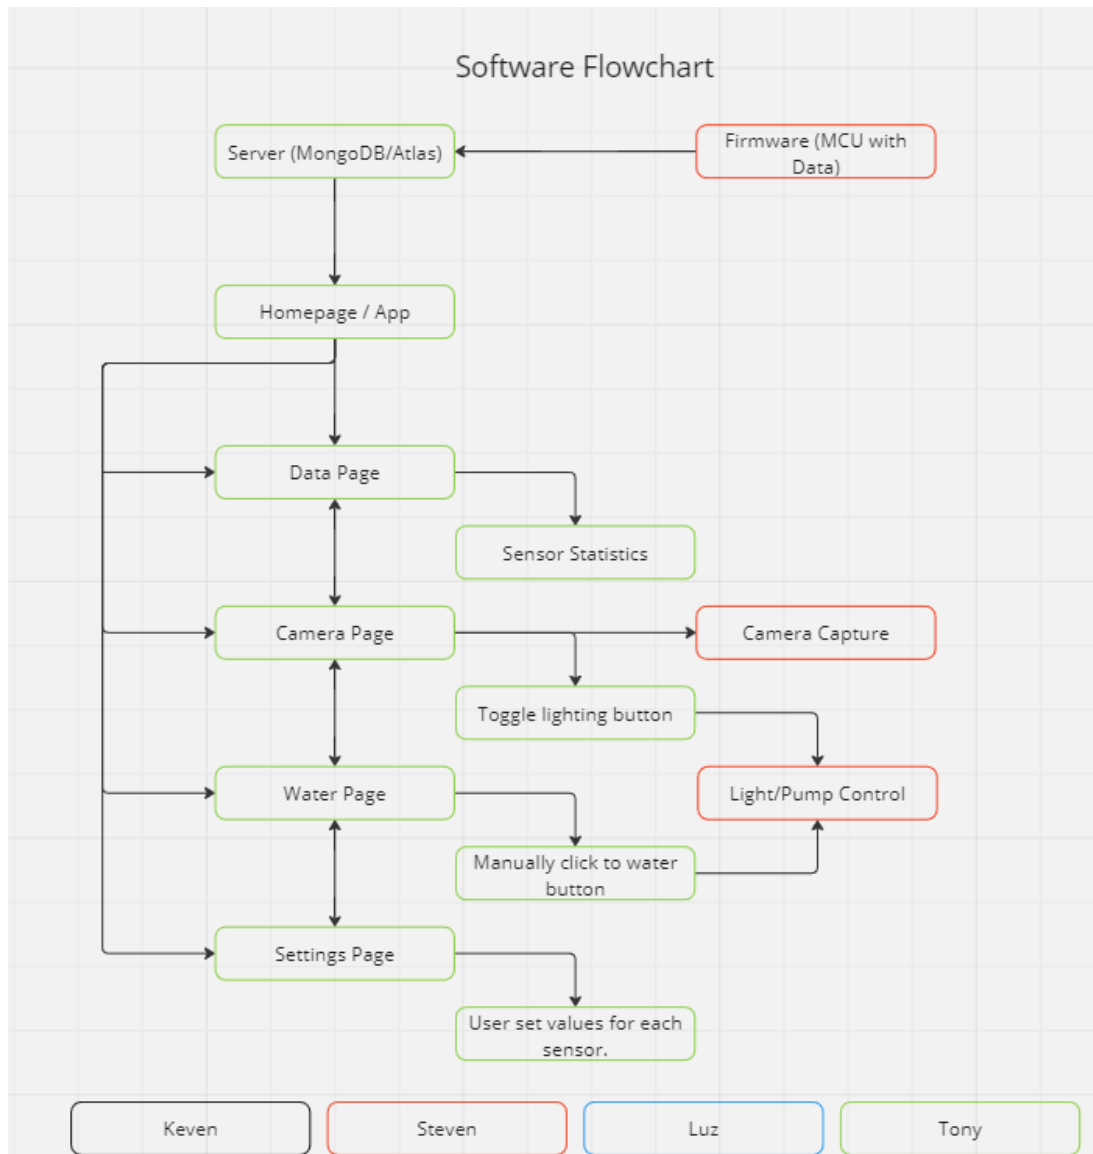 Software Flowchart
Server (MongoDB/Atlas)
Firmware (MCU with
Data)
Homepage / App
Data Page
Sensor Statistics
Camera Page
Camera Capture
Toggle lighting button
Water Page
Light/Pump Control
Manually click to water
button
Settings Page
User set values for each
sensor.
Keven
Steven
Luz
Tony